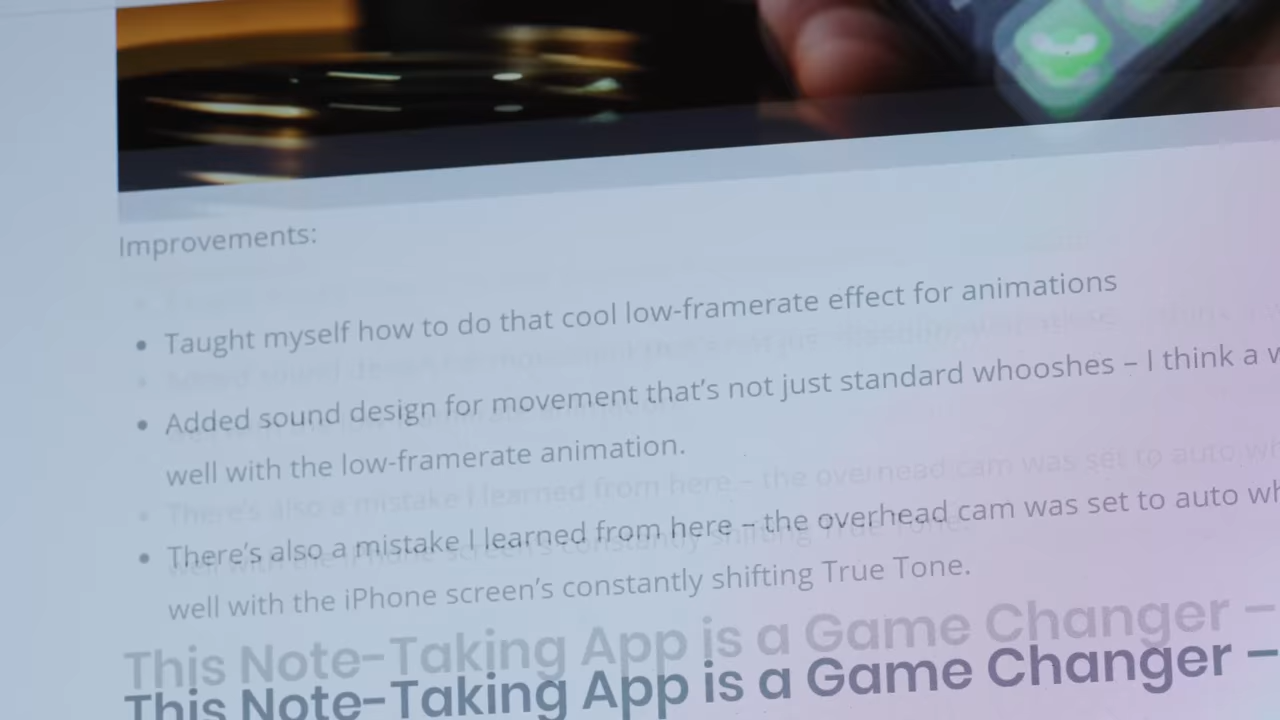 Improvements:
Taught myself how to do that cool low-framerate effect for animations
Added sound design for movement that's not just standard whooshes – I think a w
well with the low-framerate animation.
There's also a mistake I learned from here – the overhead cam was set to auto wh
well with the iPhone screen's constantly shifting True Tone.
This Note-Taking App is a Game Changer –